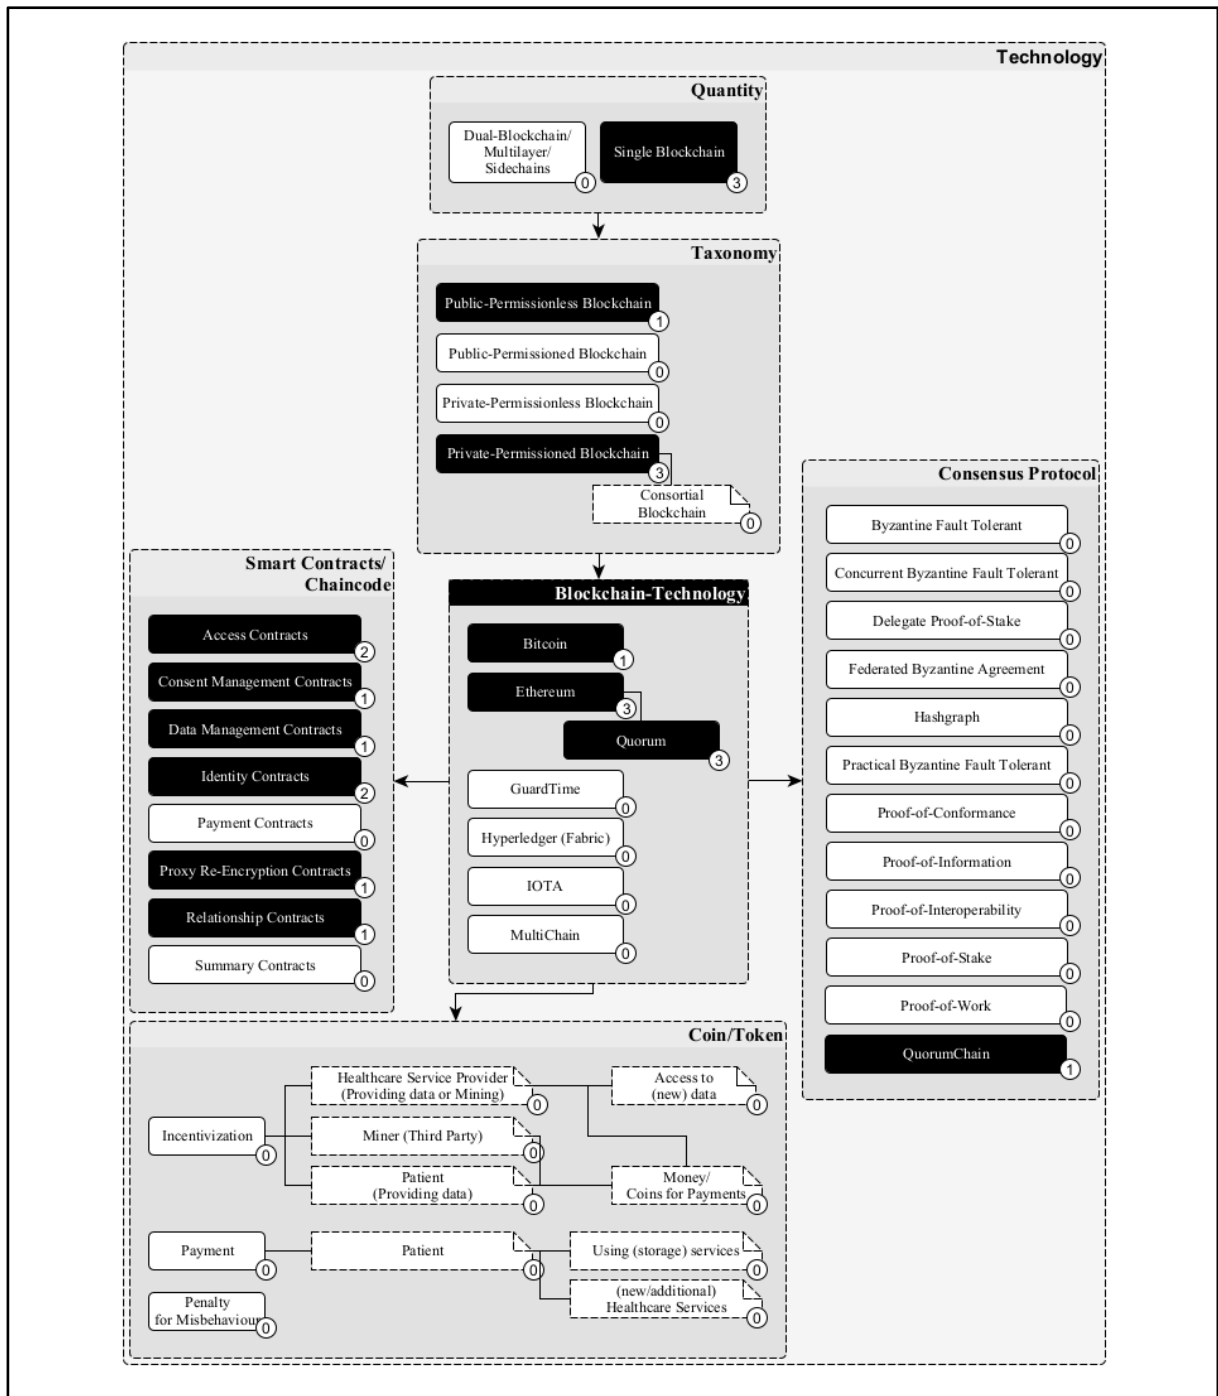 Technology
Quantity
Dual-Blockchain/
Multilayer/
Sidechains
0
Single Blockchain
3
Taxonomy
Public-Permissionless Blockchain
1
Public-Permissioned Blockchain
0
Private-Permissionless Blockchain
0
Private-Permissioned Blockchain
3
Consortial
Blockchain
0
Smart Contracts/
Chaincode
Access Contracts
2
Consent Management Contracts
1
Data Management Contracts
1
Identity Contracts
2
Payment Contracts
0
Proxy Re-Encryption Contracts
1
Relationship Contracts
1
Summary Contracts
0
Blockchain-Technology
Bitcoin
1
Ethereum
3
Quorum
3
GuardTime
0
Hyperledger (Fabric)
0
IOTA
0
MultiChain
0
Consensus Protocol
Byzantine Fault Tolerant
0
Concurrent Byzantine Fault Tolerant
0
Delegate Proof-of-Stake
0
Federated Byzantine Agreement
0
Hashgraph
0
Practical Byzantine Fault Tolerant
0
Proof-of-Conformance
0
Proof-of-Information
0
Proof-of-Interoperability
0
Proof-of-Stake
0
Proof-of-Work
0
QuorumChain
1
Coin/Token
Incentivization
0
Healthcare Service Provider
(Providing data or Mining)
0
Access to
(new) data
0
Miner (Third Party)
0
Patient
(Providing data)
0
Money/
Coins for Payments
0
Payment
0
Patient
0
Using (storage) services
0
(new/additional)
Healthcare Services
0
Penalty
for Misbehaviour
0